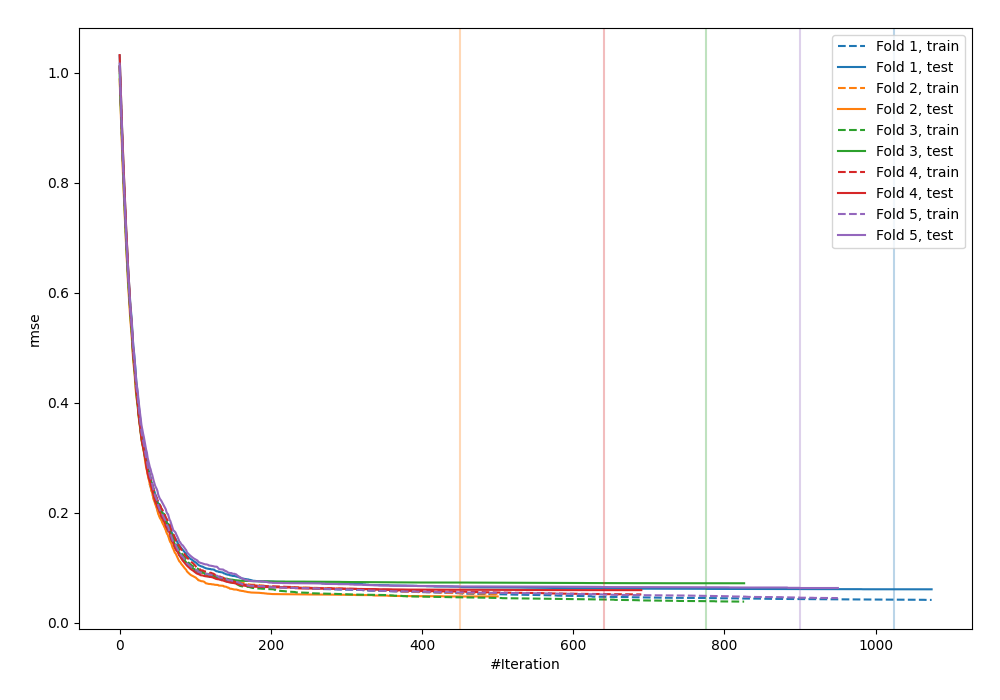 1.0
0.8
0.6
0.4
0.2
0.0
rmse
0
200
400
600
800
1000
#Iteration
Fold 1, train
Fold 1, test
Fold 2, train
Fold 2, test
Fold 3, train
Fold 3, test
Fold 4, train
Fold 4, test
Fold 5, train
Fold 5, test